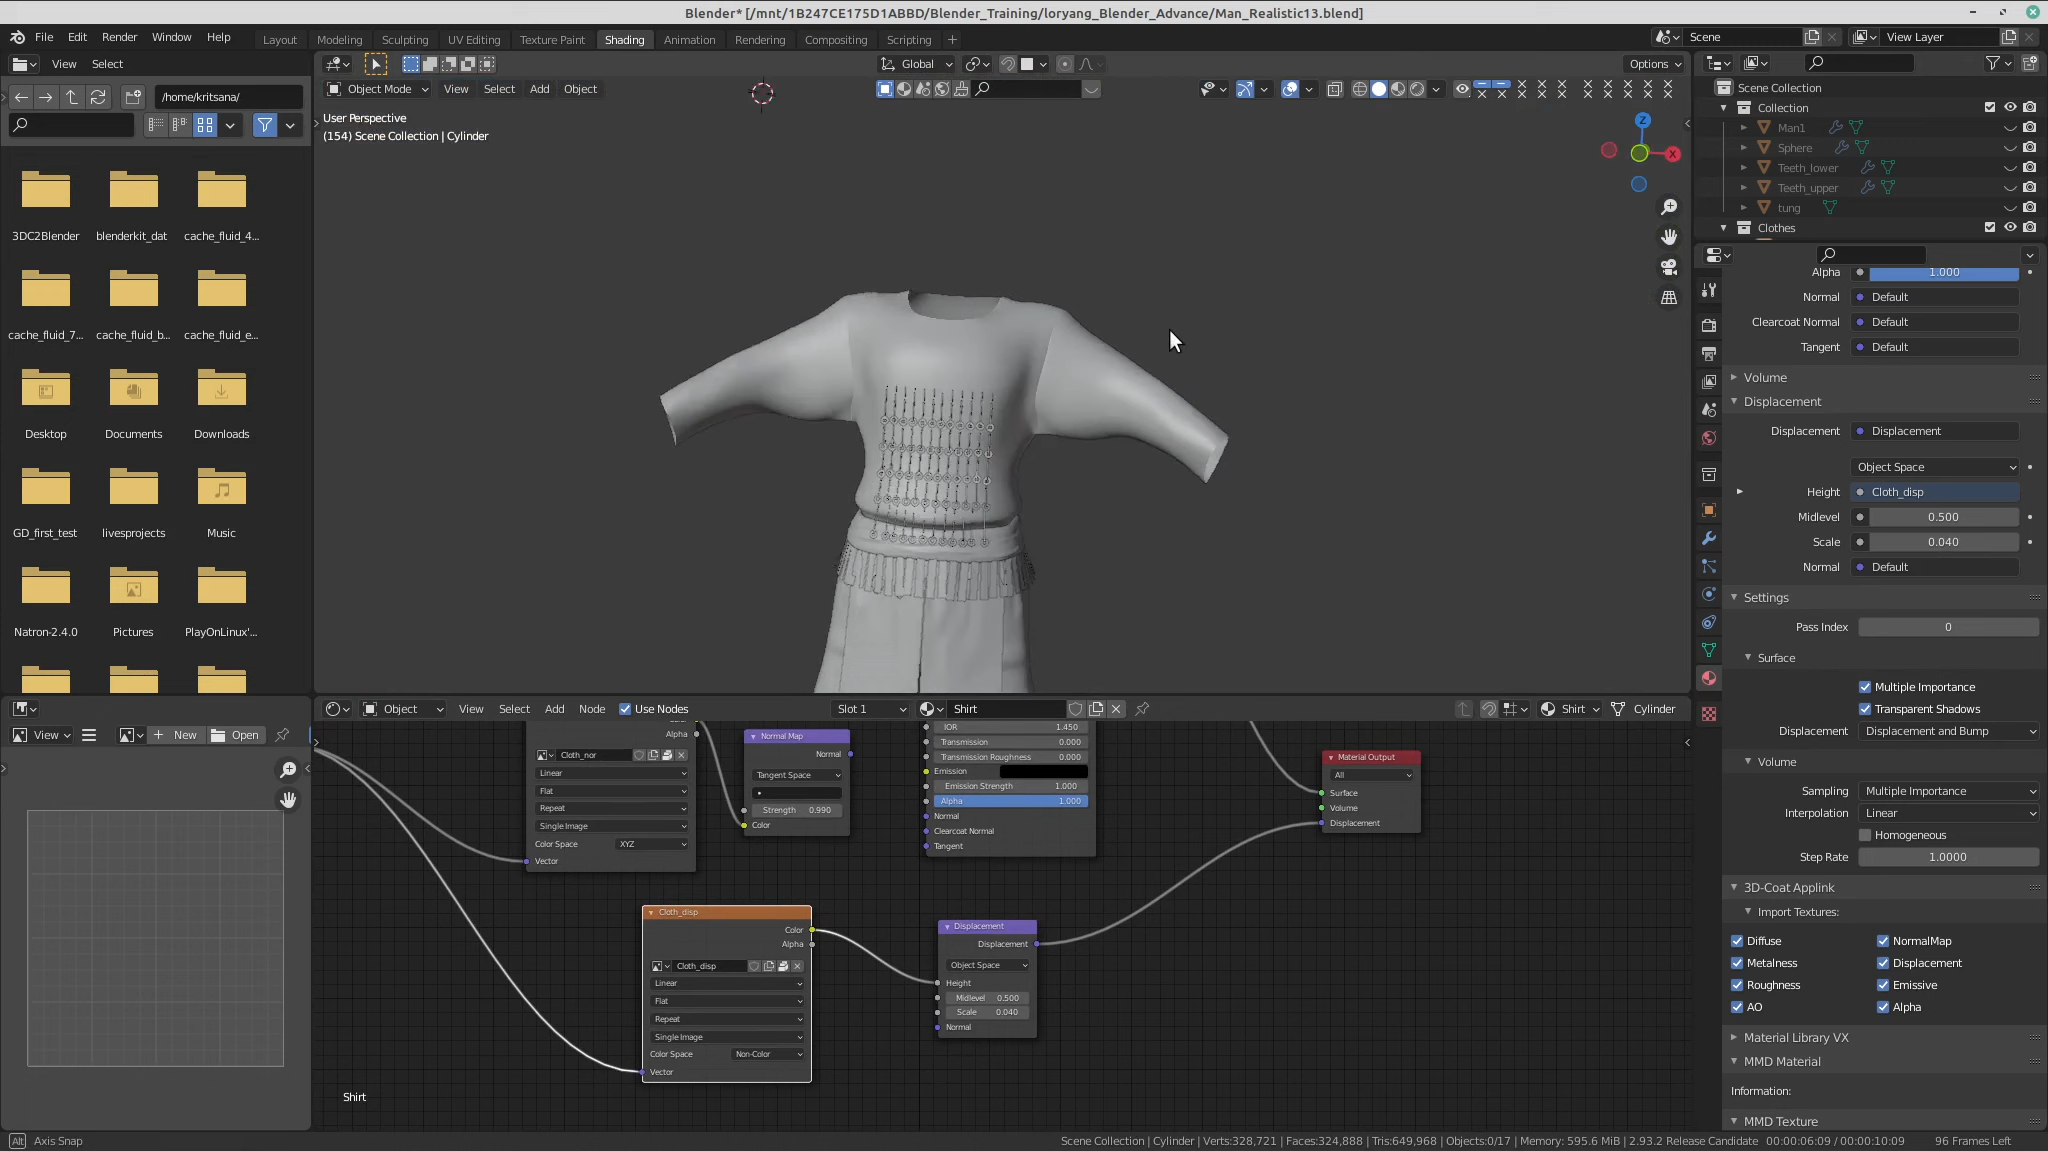 Blender* [/mnt/1B247CE175D1ABBD/Blender_Training/loryang_Blender_Advance/Man_Realistic13.blend]
File Edit Render Window Help
Layout Modeling Sculpting UV Editing Texture Paint Shading Animation Rendering Compositing Scripting +
Scene
View Layer
View Select
/home/kritsana/
3DC2Blender
blenderkit_dat
cache_fluid_4...
cache_fluid_7...
cache_fluid_b...
cache_fluid_e...
Desktop
Documents
Downloads
GD_first_test
livesprojects
Music
Natron-2.4.0
Pictures
PlayOnLinux'...
Global
Options
Object Mode View Select Add Object
User Perspective
(154) Scene Collection | Cylinder
Z
X
Scene Collection
Collection
Man1
Sphere
Teeth_lower
Teeth_upper
tung
Clothes
Alpha 1.000
Normal Default
Clearcoat Normal Default
Tangent Default
Volume
Displacement
Displacement Displacement
Object Space
Height Cloth_disp
Midlevel 0.500
Scale 0.040
Normal Default
Settings
Pass Index 0
Surface
Multiple Importance
Transparent Shadows
Displacement Displacement and Bump
Volume
Sampling Multiple Importance
Interpolation Linear
Homogeneous
Step Rate 1.0000
3D-Coat Applink
Import Textures:
Diffuse NormalMap
Metalness Displacement
Roughness Emissive
AO Alpha
Material Library VX
MMD Material
Information:
MMD Texture
View
New
Open
Object View Select Add Node Use Nodes
Slot 1
Shirt
Shirt
Cylinder
Alpha
Cloth_nor
Linear
Flat
Repeat
Single Image
Color Space XYZ
Vector
Normal Map
Normal
Tangent Space
Strength 0.990
Color
IOR 1.450
Transmission 0.000
Transmission Roughness 0.000
Emission
Emission Strength 1.000
Alpha 1.000
Normal
Clearcoat Normal
Tangent
Material Output
All
Surface
Volume
Displacement
Cloth_disp
Color
Alpha
Cloth_disp
Linear
Flat
Repeat
Single Image
Color Space Non-Color
Vector
Displacement
Displacement
Object Space
Height
Midlevel 0.500
Scale 0.040
Normal
Shirt
Alt Axis Snap
Scene Collection | Cylinder | Verts:328,721 | Faces:324,888 | Tris:649,968 | Objects:0/17 | Memory: 595.6 MiB | 2.93.2 Release Candidate 00:00:06:09 / 00:00:10:09 96 Frames Left